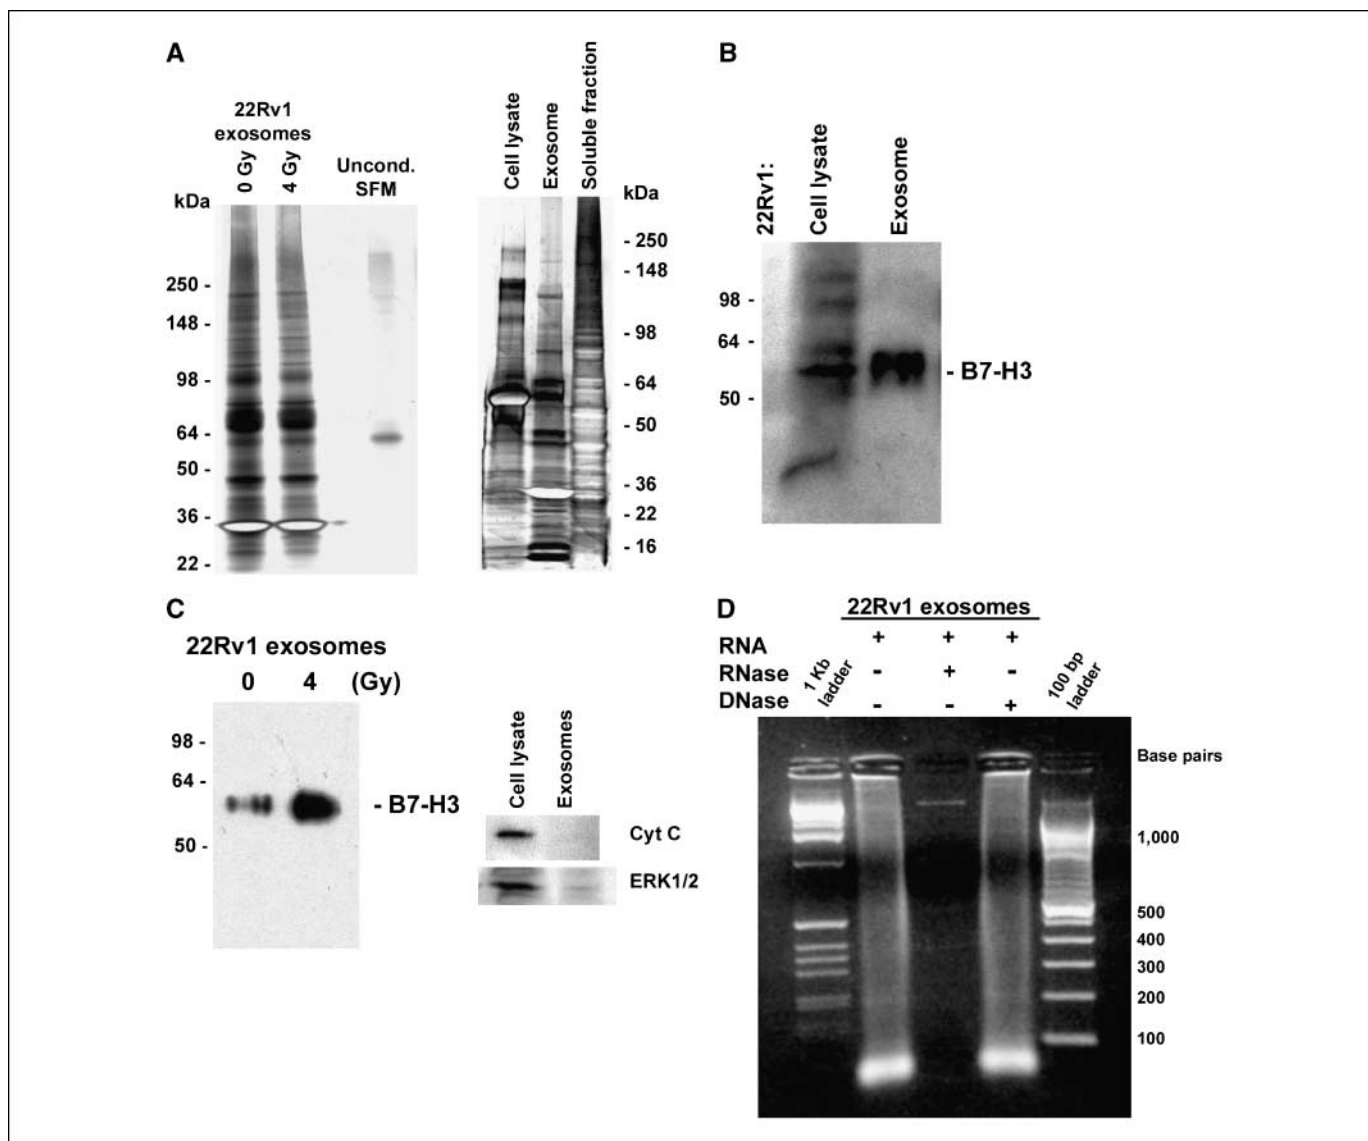 A
22Rv1
exosomes
0 Gy
4 Gy
Uncond.
SFM
kDa
250 -
148 -
98 -
64 -
50 -
36 -
22 -
Cell lysate
Exosome
Soluble fraction
kDa
- 250
- 148
- 98
- 64
- 50
- 36
- 22
- 16
B
22Rv1:
Cell lysate
Exosome
98 -
64 -
50 -
- B7-H3
C
22Rv1 exosomes
0 4 (Gy)
98 -
64 -
50 -
- B7-H3
Cell lysate
Exosomes
Cyt C
ERK1/2
D
22Rv1 exosomes
RNA + + +
RNase - + -
DNase - - +
1 Kb
ladder
100 bp
ladder
Base pairs
1,000
500
400
300
200
100